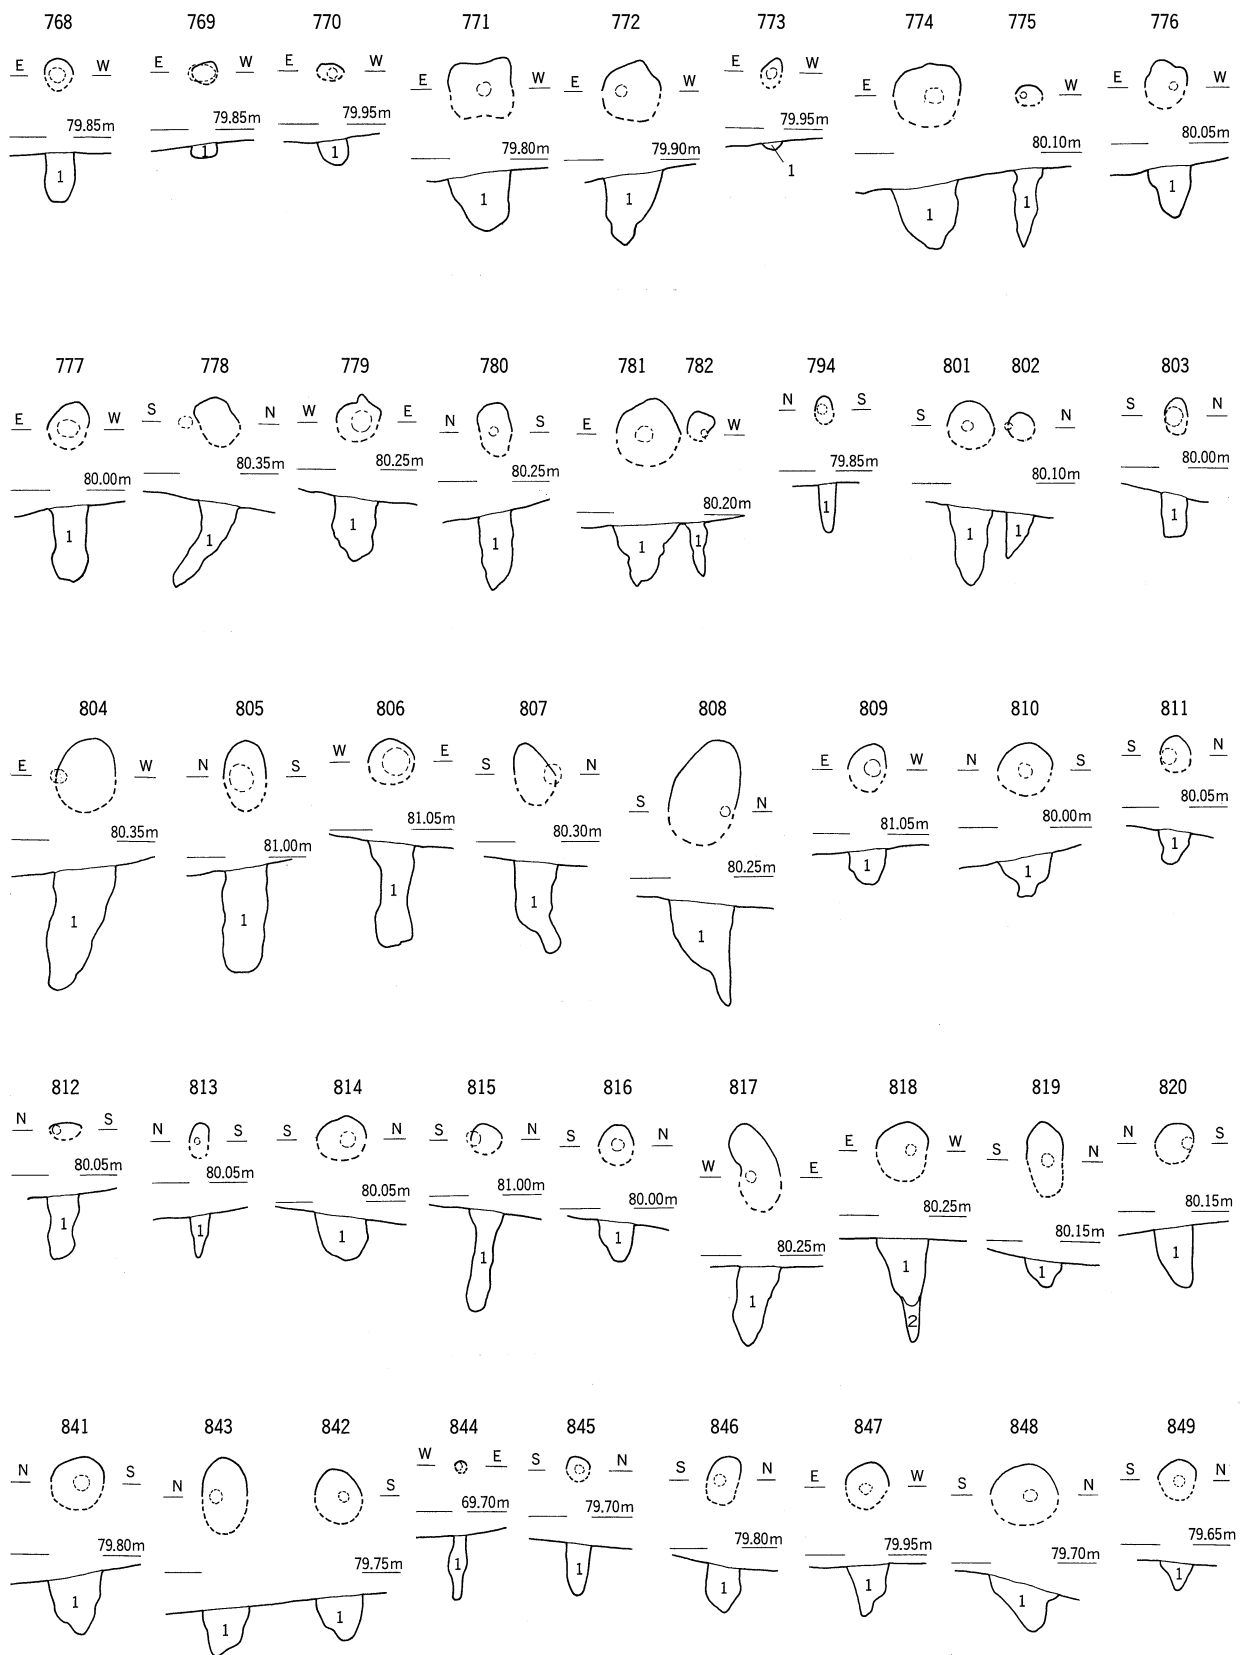 768 769 770 771 772 773 774 775 776
E W E W E W E W E W E W E W E W
79.85m 79.85m 79.95m 79.80m 79.90m 79.95m 80.10m 80.05m
1 1 1 1 1 1 1 1 1
777 778 779 780 781 782 794 801 802 803
E W S N W E N S E W N S S N S N
80.00m 80.35m 80.25m 80.25m 80.20m 79.85m 80.10m 80.00m
1 1 1 1 1 1 1 1 1 1
804 805 806 807 808 809 810 811
E W N S W E S N S N E W N S S N
80.35m 81.00m 81.05m 80.30m 80.25m 81.05m 80.00m 80.05m
1 1 1 1 1 1 1 1
812 813 814 815 816 817 818 819 820
N S N S S N S N S N W E E W S N N S
80.05m 80.05m 80.05m 81.00m 80.00m 80.25m 80.25m 80.15m 80.15m
1 1 1 1 1 1 1 1 1
2
841 843 842 844 845 846 847 848 849
N S N S W E S N S N E W S N S N
79.80m 79.75m 69.70m 79.70m 79.80m 79.95m 79.70m 79.65m
1 1 1 1 1 1 1 1 1